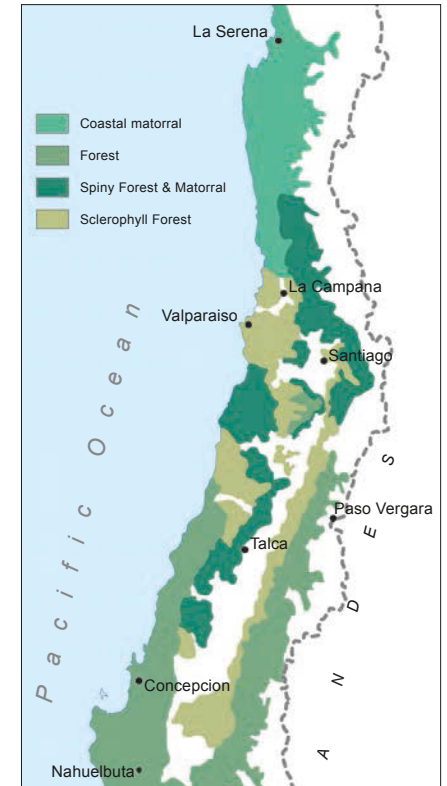 La Serena
Coastal matorral
Forest
Spiny Forest & Matorral
Sclerophyll Forest
La Campana
Valparaiso
Santiago
Pacific Ocean
Paso Vergara
Talca
ANDES
Concepcion
Nahuelbuta